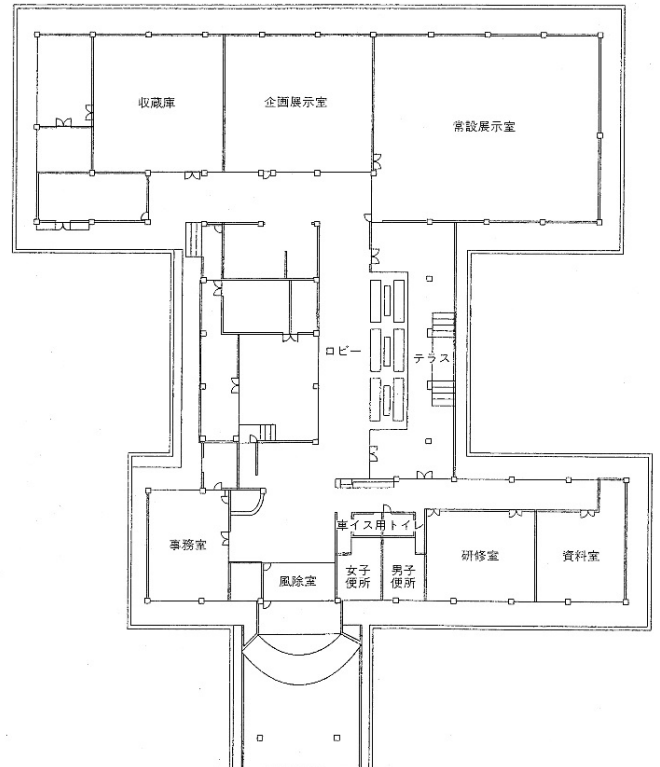 収蔵庫
企画展示室
常設展示室
ロビー
テラス
車イス用トイレ
事務室
風除室
女子
便所
男子
便所
研修室
資料室